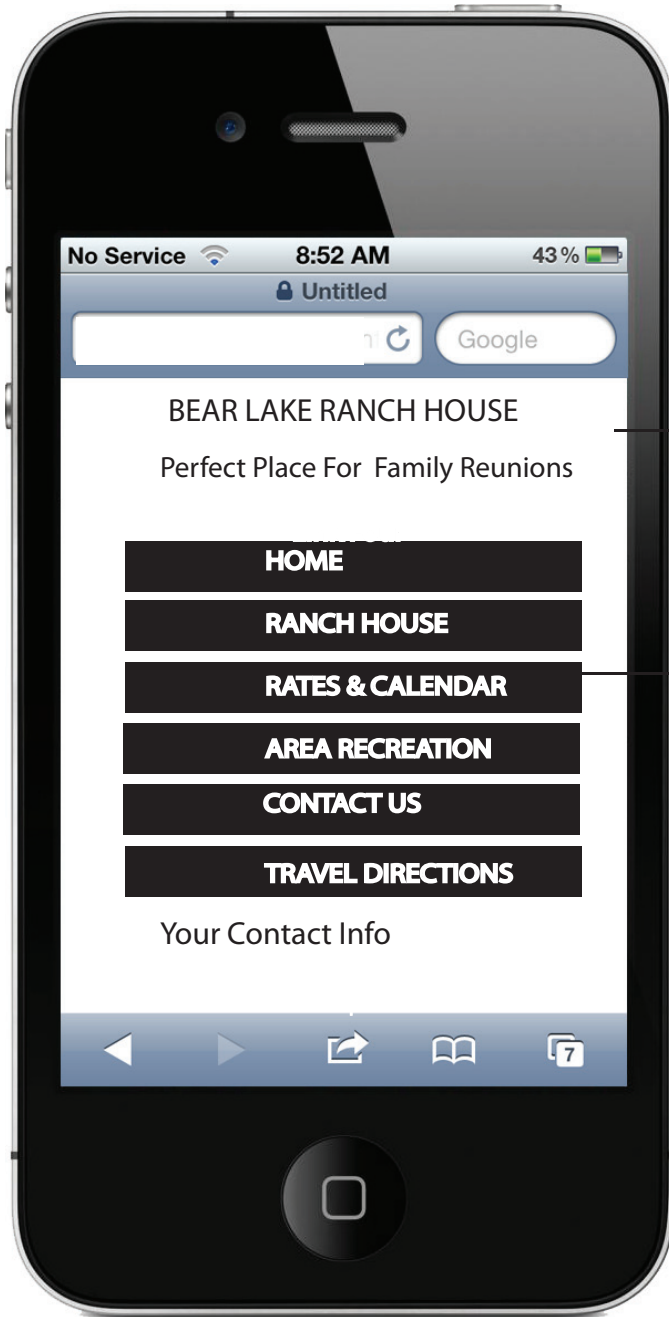 No Service 8:52 AM 43 %
Untitled
Google
BEAR LAKE RANCH HOUSE
Perfect Place For Family Reunions
HOME
RANCH HOUSE
RATES & CALENDAR
AREA RECREATION
CONTACT US
TRAVEL DIRECTIONS
Your Contact Info
7